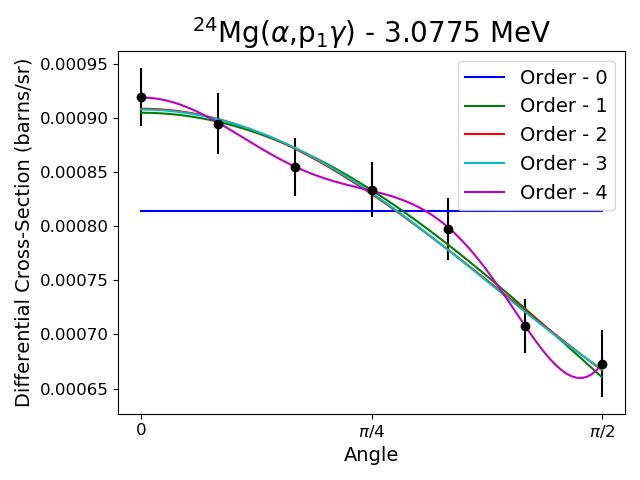 ²⁴Mg(α,p₁γ) - 3.0775 MeV
Differential Cross-Section (barns/sr)
0.00095
0.00090
0.00085
0.00080
0.00075
0.00070
0.00065
Order - 0
Order - 1
Order - 2
Order - 3
Order - 4
0
π/4
π/2
Angle